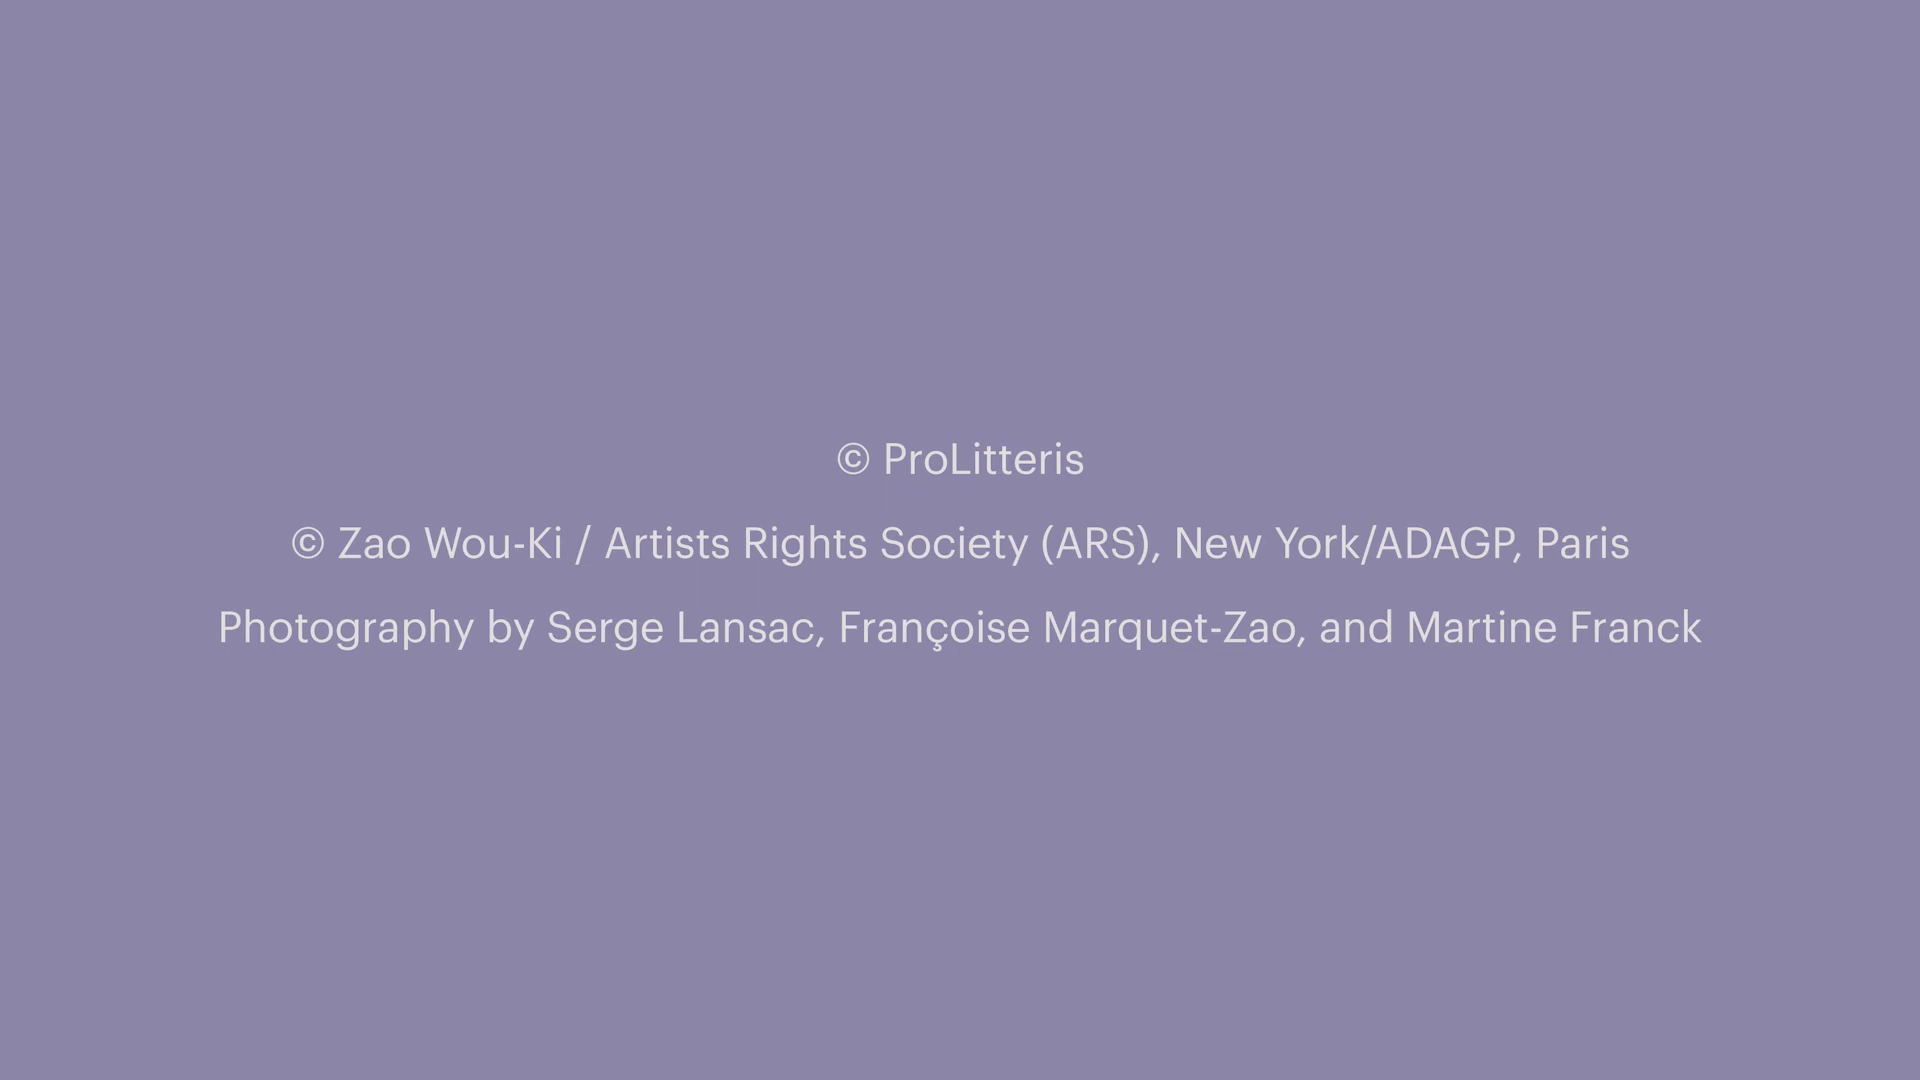 © ProLitteris
© Zao Wou-Ki / Artists Rights Society (ARS), New York/ADAGP, Paris
Photography by Serge Lansac, Françoise Marquet-Zao, and Martine Franck